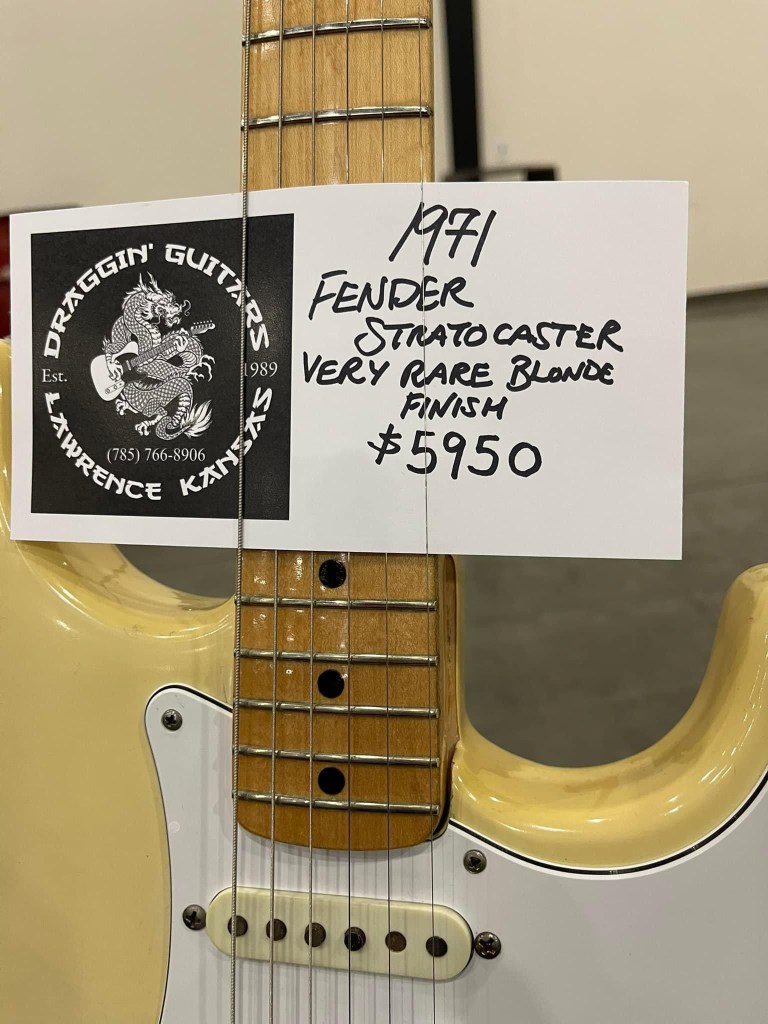 DRAGGIN' GUITARS
Est. 1989
(785) 766-8906
LAWRENCE KANSAS
1971
FENDER
STRATOCASTER
VERY RARE BLONDE
FINISH
$5950